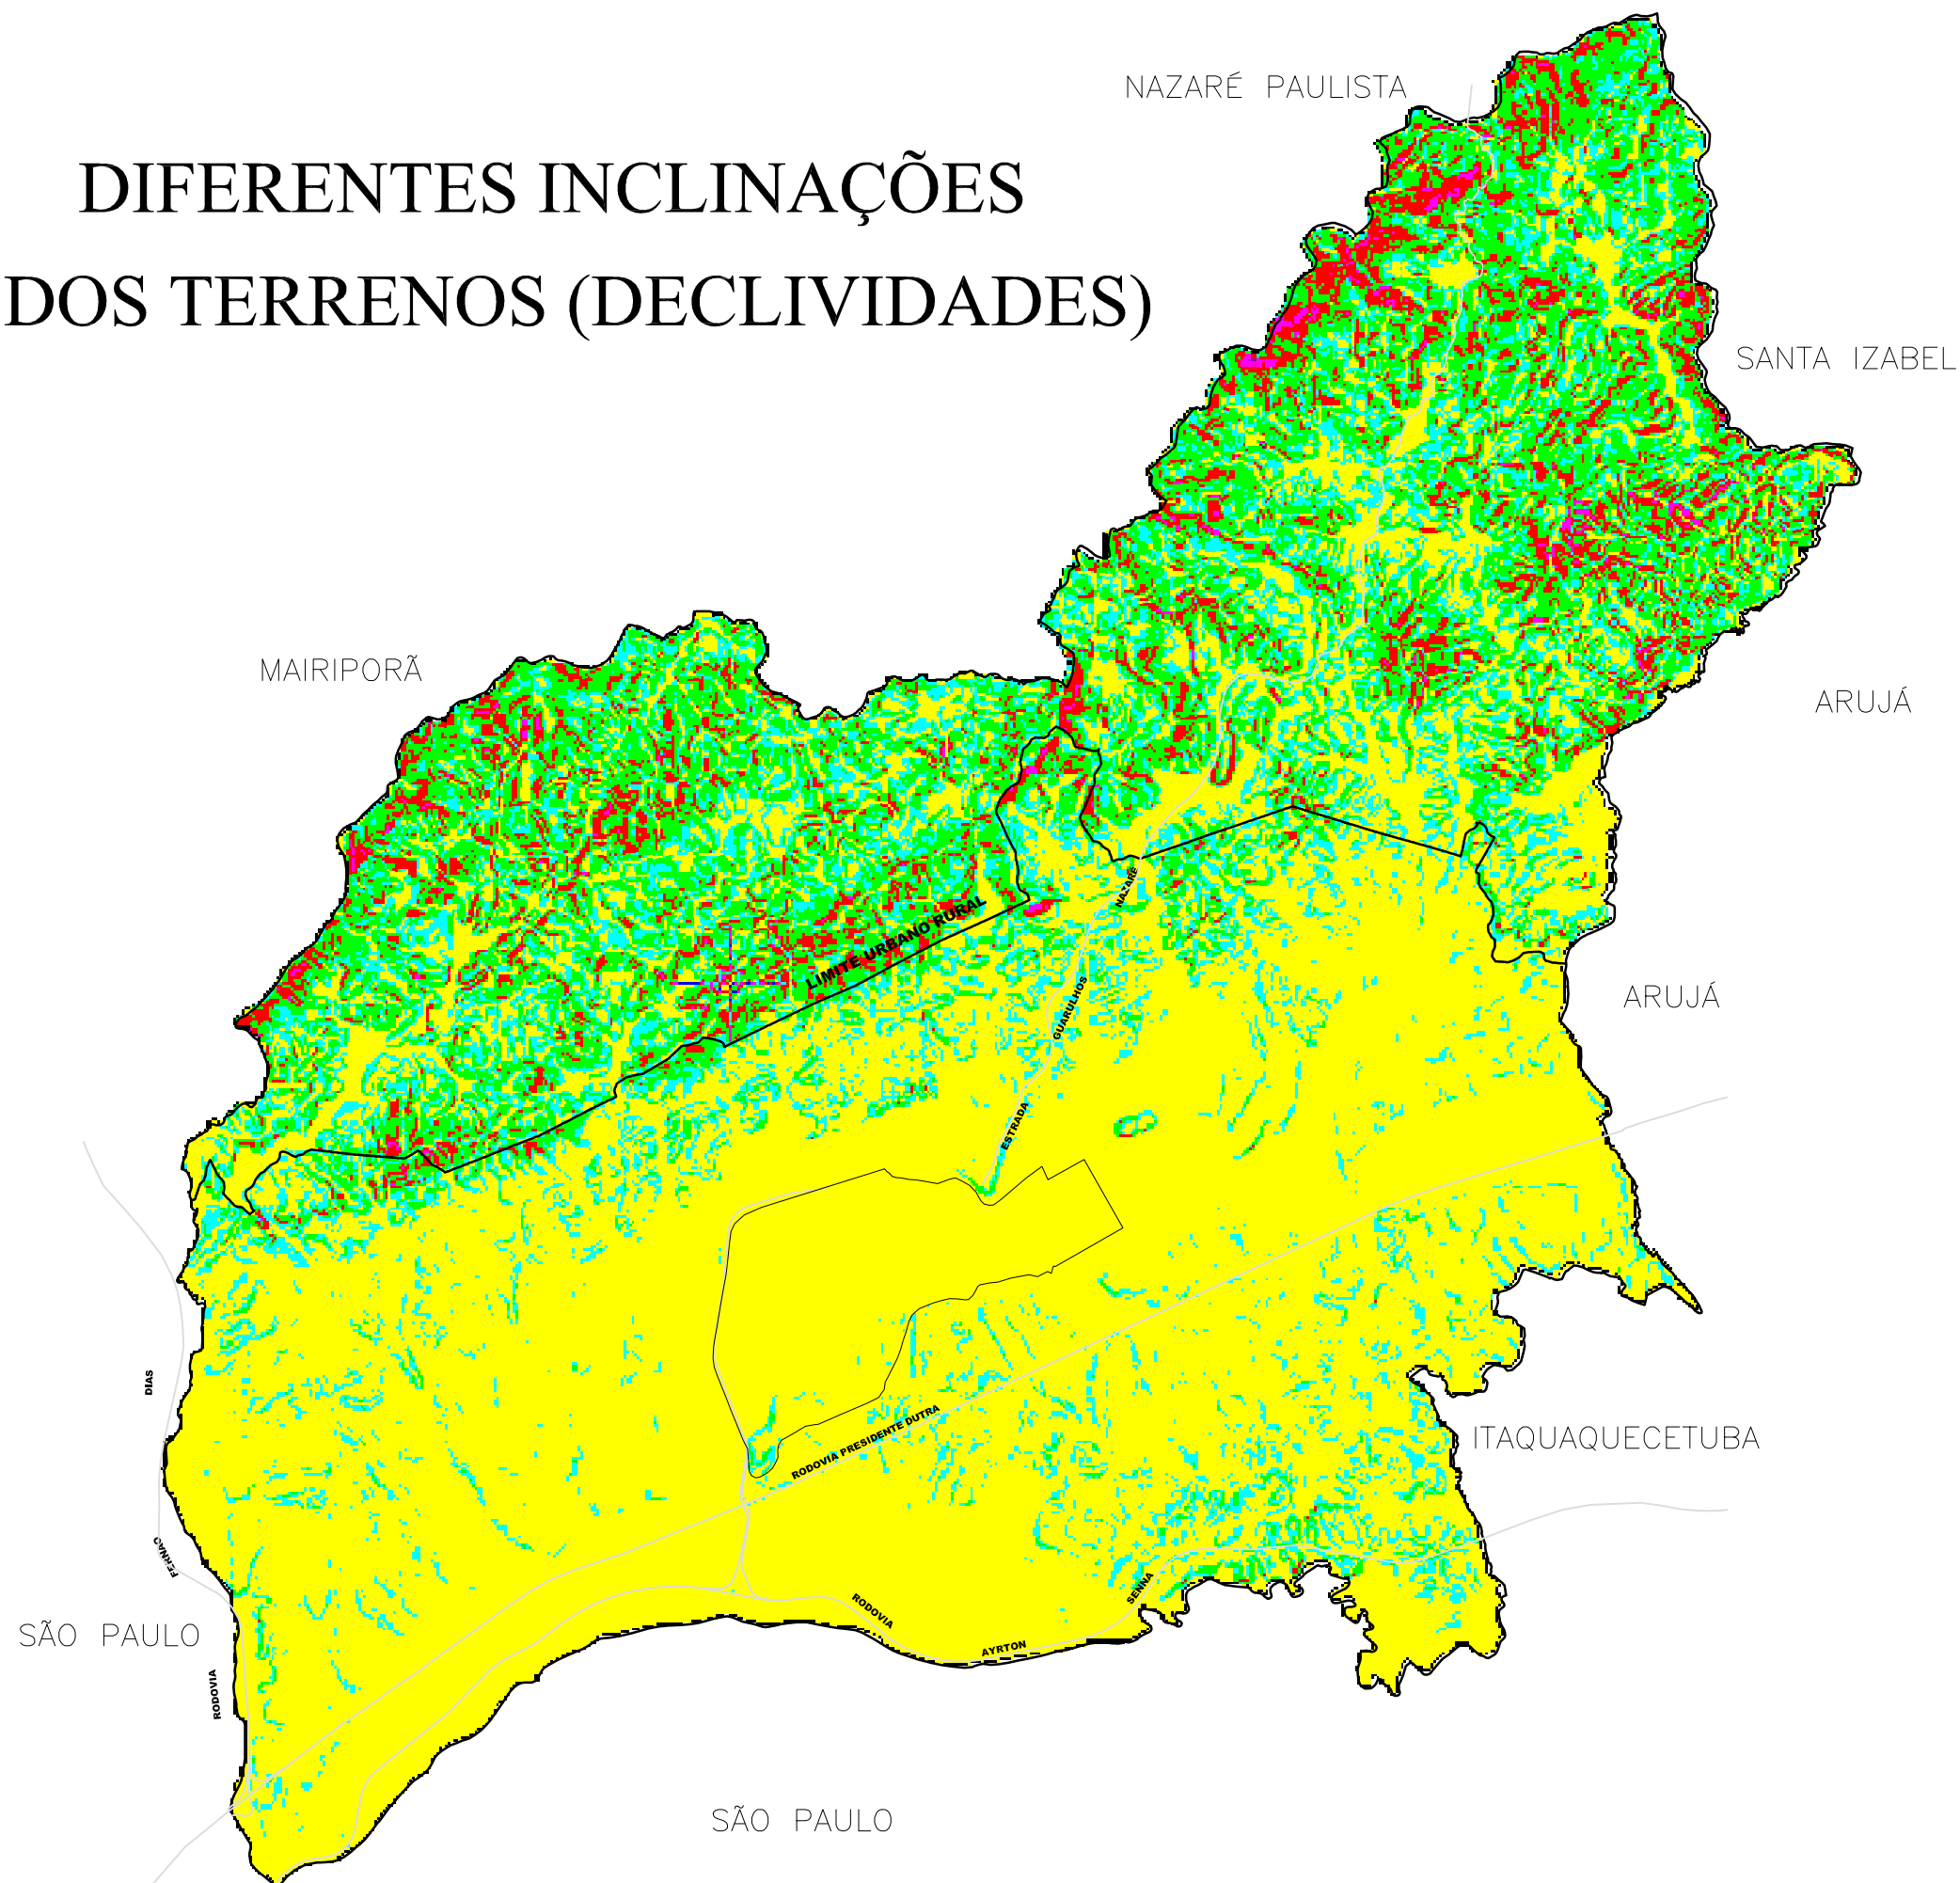 NAZARÉ PAULISTA
DIFERENTES INCLINAÇÕES
DOS TERRENOS (DECLIVIDADES)
SANTA IZABEL
MAIRIPORÃ
ARUJÁ
LIMITE URBANO RURAL
NAZARÉ
GUARULHOS
ESTRADA
ARUJÁ
DIAS
RODOVIA PRESIDENTE DUTRA
ITAQUAQUECETUBA
FERNÃO
SÃO PAULO
RODOVIA
RODOVIA
AYRTON
SENNA
SÃO PAULO